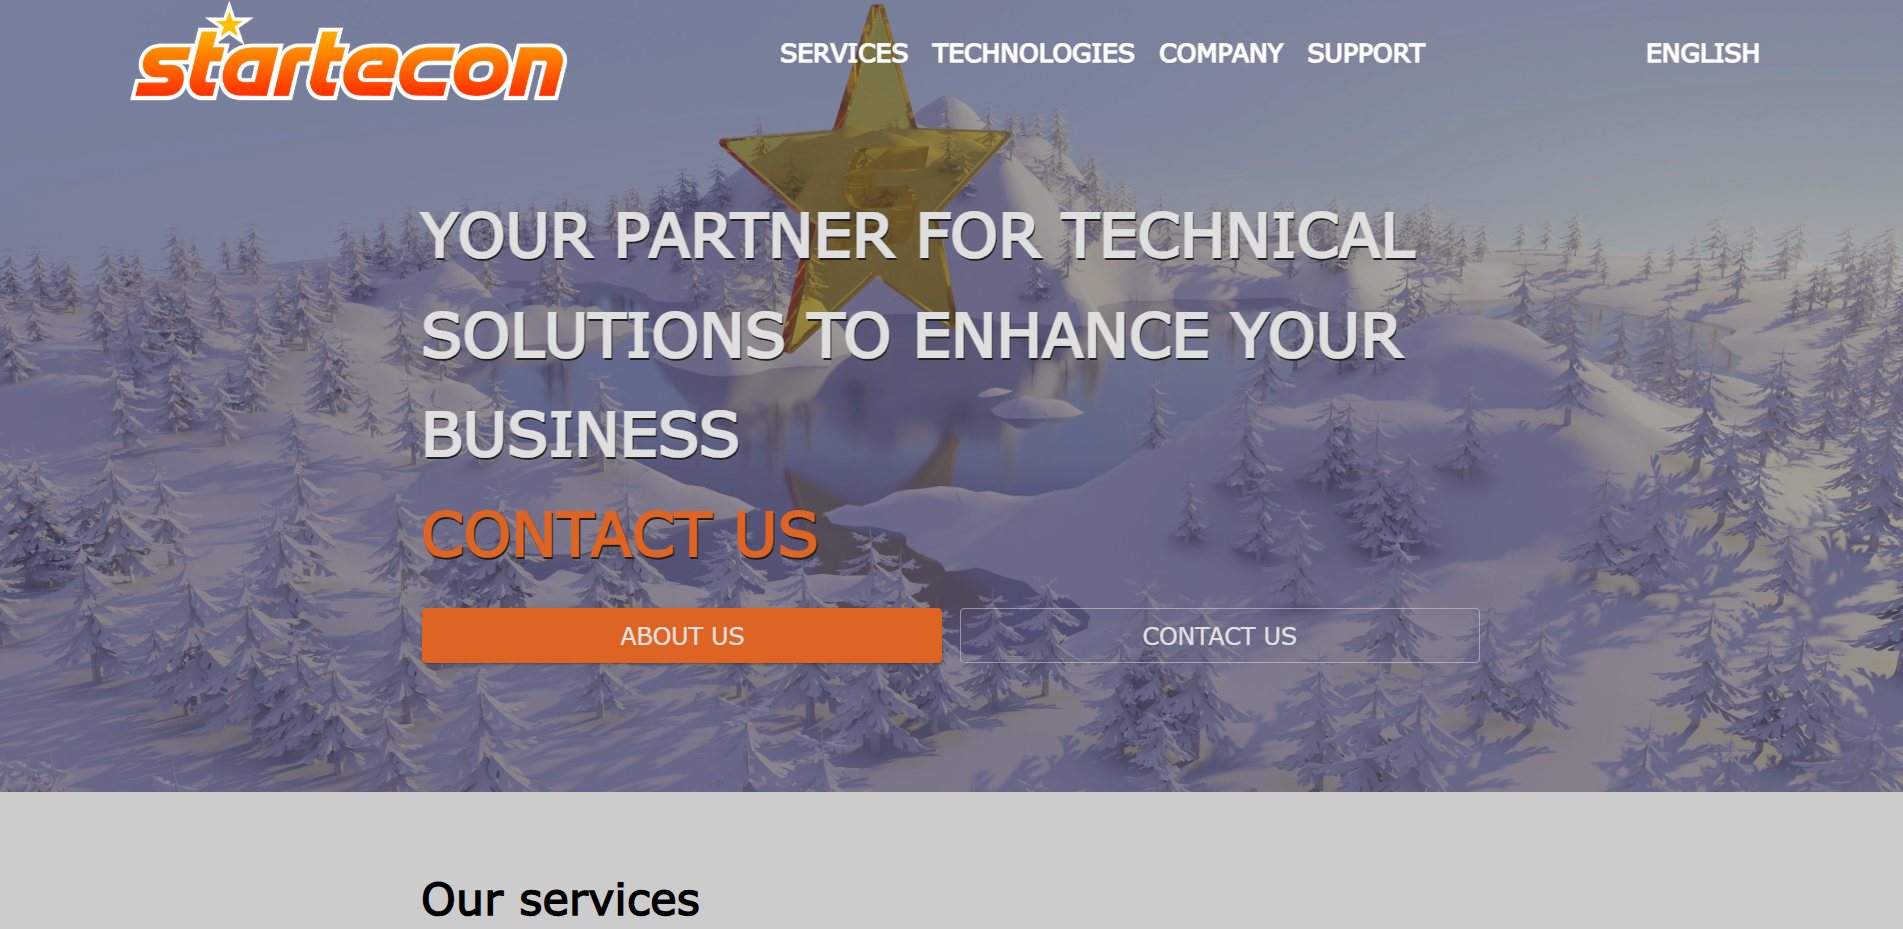 startecon
SERVICES TECHNOLOGIES COMPANY SUPPORT ENGLISH
S
YOUR PARTNER FOR TECHNICAL
SOLUTIONS TO ENHANCE YOUR
BUSINESS
CONTACT US
ABOUT US CONTACT US
Our services